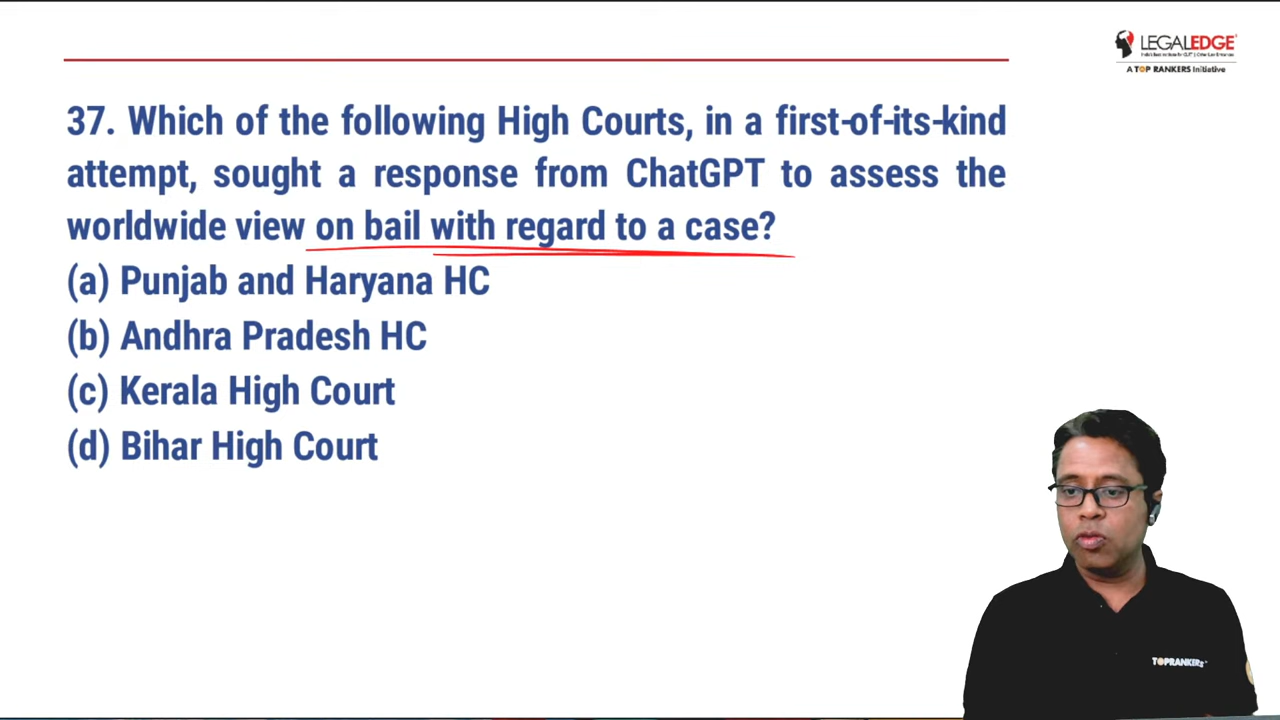 LEGALEDGE
A TOP RANKERS Initiative
37. Which of the following High Courts, in a first-of-its-kind
attempt, sought a response from ChatGPT to assess the
worldwide view on bail with regard to a case?
(a) Punjab and Haryana HC
(b) Andhra Pradesh HC
(c) Kerala High Court
(d) Bihar High Court
TOPRANKERS